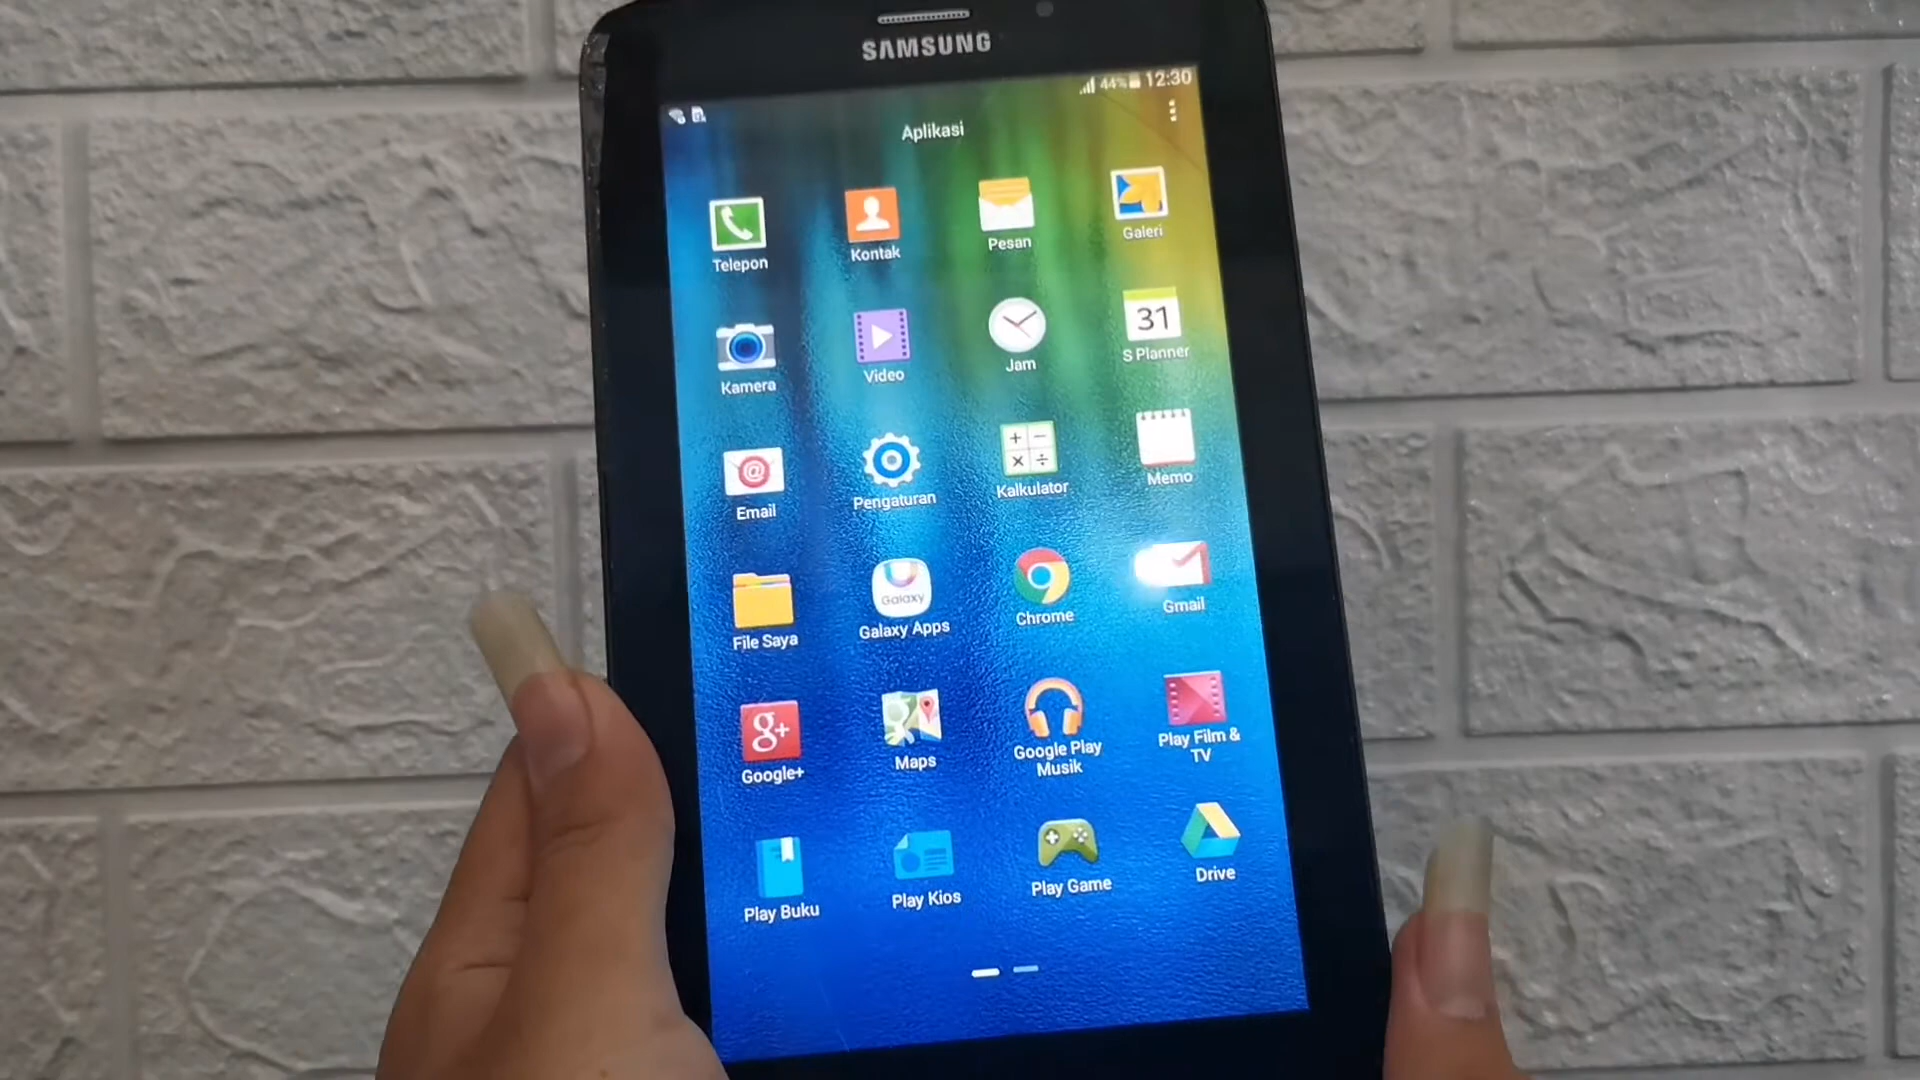 SAMSUNG
44% 12:30
Aplikasi
Telepon
Kontak
Pesan
Galeri
Kamera
Video
Jam
31
S Planner
@
Email
Pengaturan
+ −
× ÷
Kalkulator
Memo
File Saya
Galaxy
Galaxy Apps
Chrome
Gmail
g+
Google+
Maps
Google Play
Musik
Play Film &
TV
Play Buku
Play Kios
Play Game
Drive